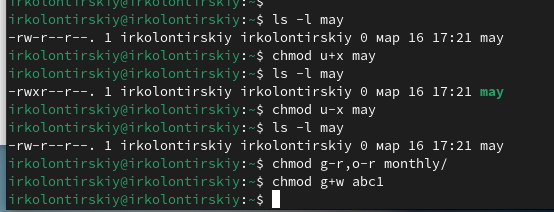 irkolontirskiy@irkolontirskiy:~$
irkolontirskiy@irkolontirskiy:~$ ls -l may
-rw-r--r--. 1 irkolontirskiy irkolontirskiy 0 мар 16 17:21 may
irkolontirskiy@irkolontirskiy:~$ chmod u+x may
irkolontirskiy@irkolontirskiy:~$ ls -l may
-rwxr--r--. 1 irkolontirskiy irkolontirskiy 0 мар 16 17:21 may
irkolontirskiy@irkolontirskiy:~$ chmod u-x may
irkolontirskiy@irkolontirskiy:~$ ls -l may
-rw-r--r--. 1 irkolontirskiy irkolontirskiy 0 мар 16 17:21 may
irkolontirskiy@irkolontirskiy:~$ chmod g-r,o-r monthly/
irkolontirskiy@irkolontirskiy:~$ chmod g+w abc1
irkolontirskiy@irkolontirskiy:~$